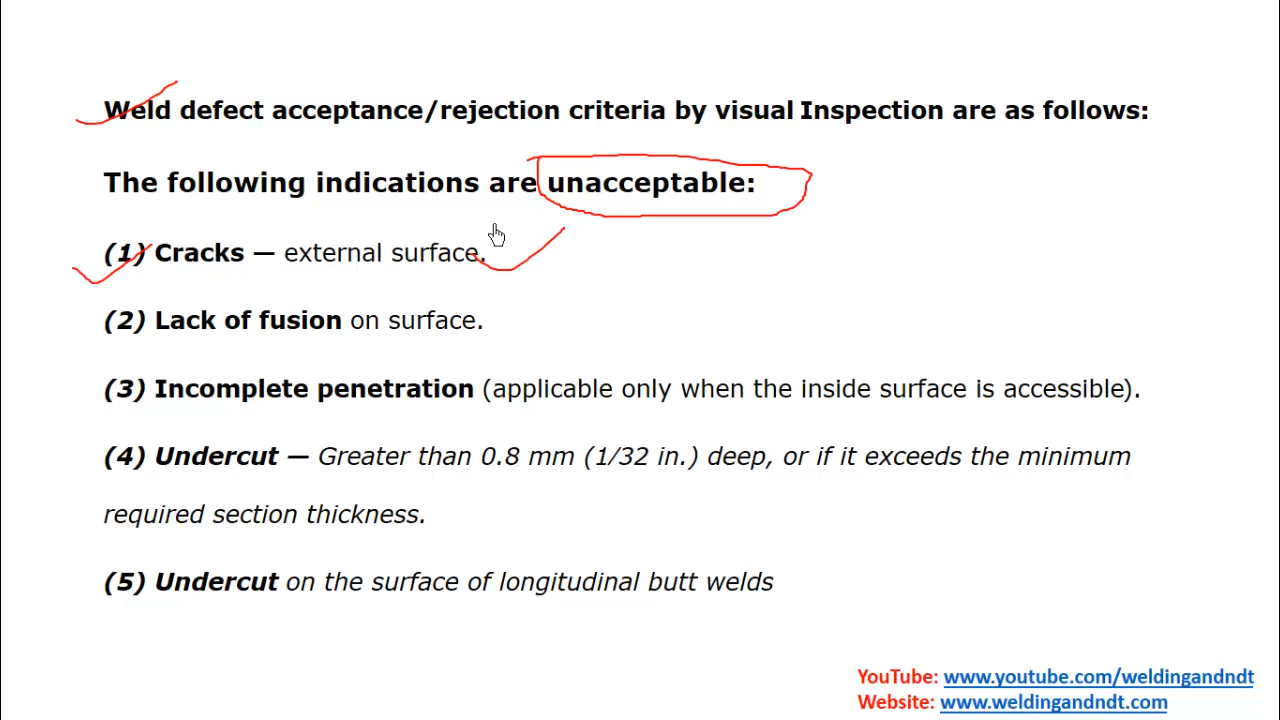 Weld defect acceptance/rejection criteria by visual Inspection are as follows:
The following indications are unacceptable:
(1) Cracks — external surface.
(2) Lack of fusion on surface.
(3) Incomplete penetration (applicable only when the inside surface is accessible).
(4) Undercut — Greater than 0.8 mm (1/32 in.) deep, or if it exceeds the minimum
required section thickness.
(5) Undercut on the surface of longitudinal butt welds
YouTube: www.youtube.com/weldingandndt
Website: www.weldingandndt.com